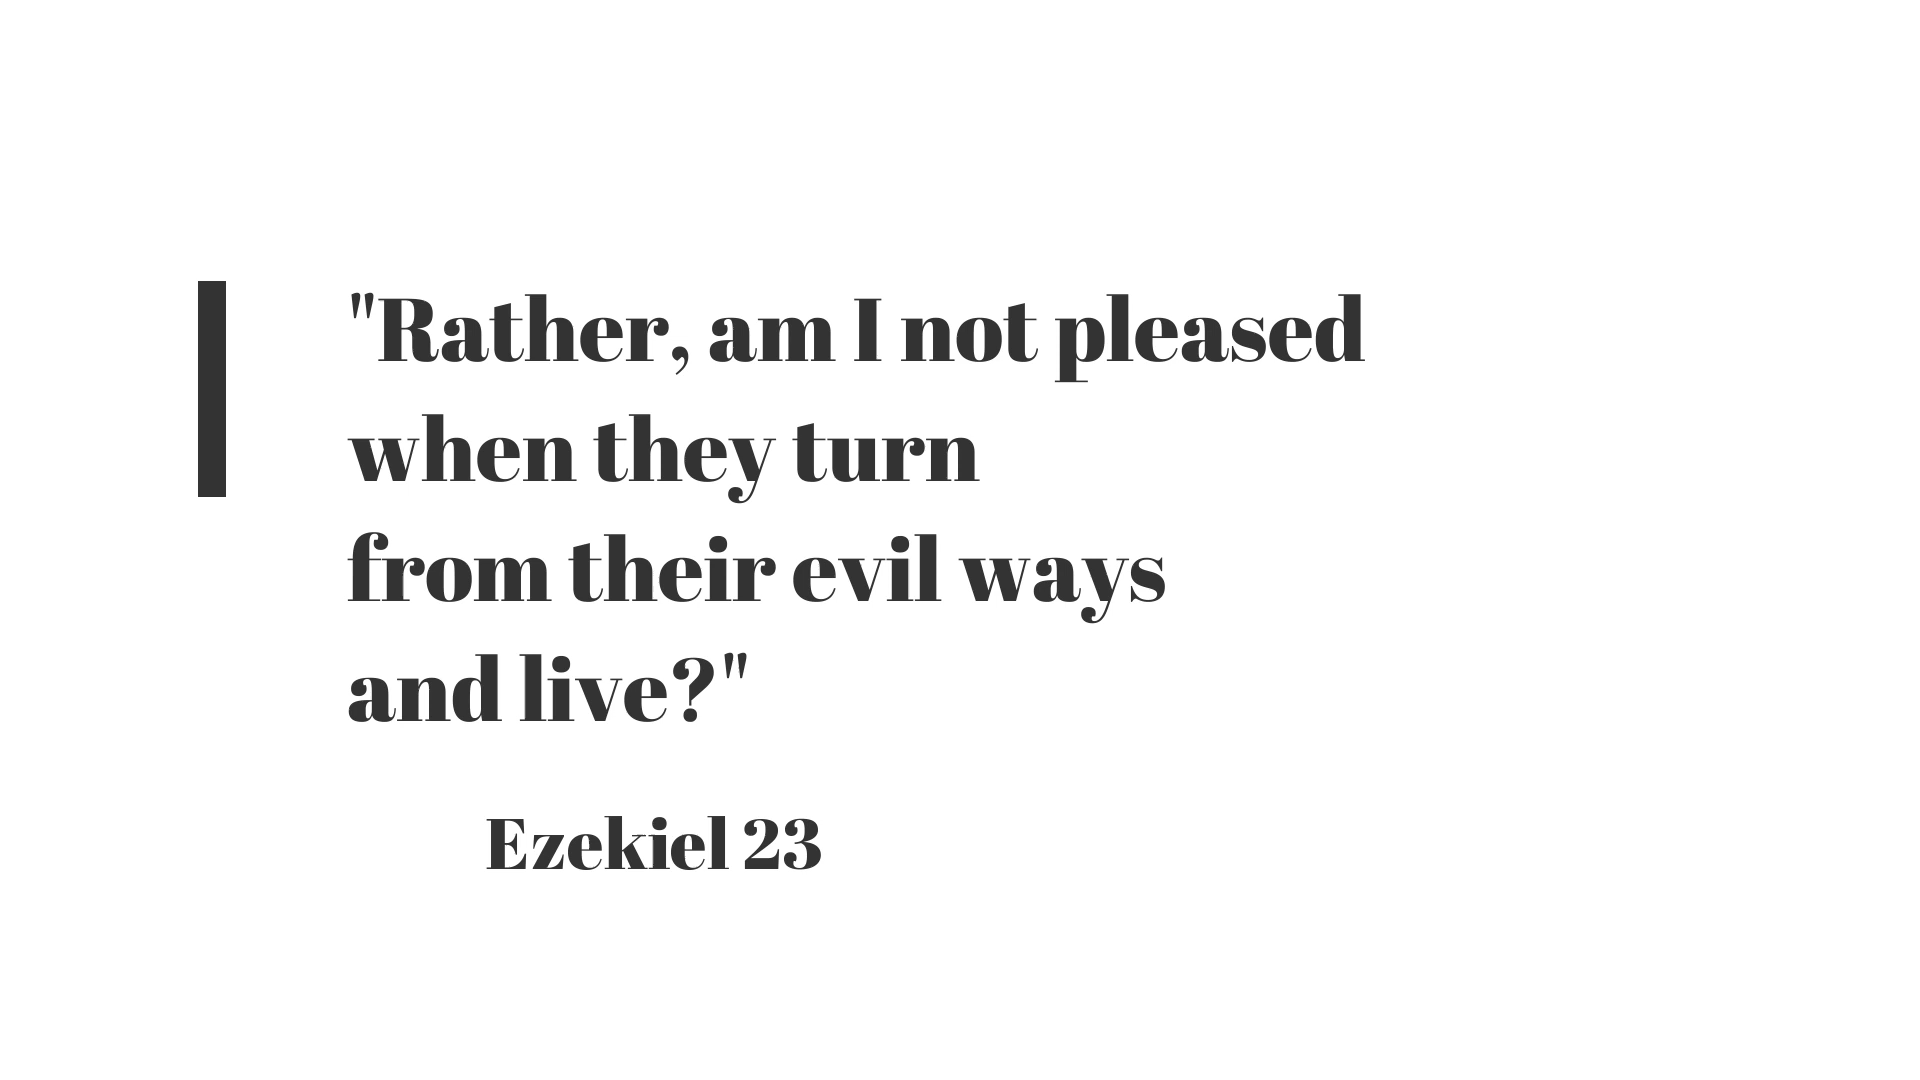 "Rather, am I not pleased
when they turn
from their evil ways
and live?"
Ezekiel 23